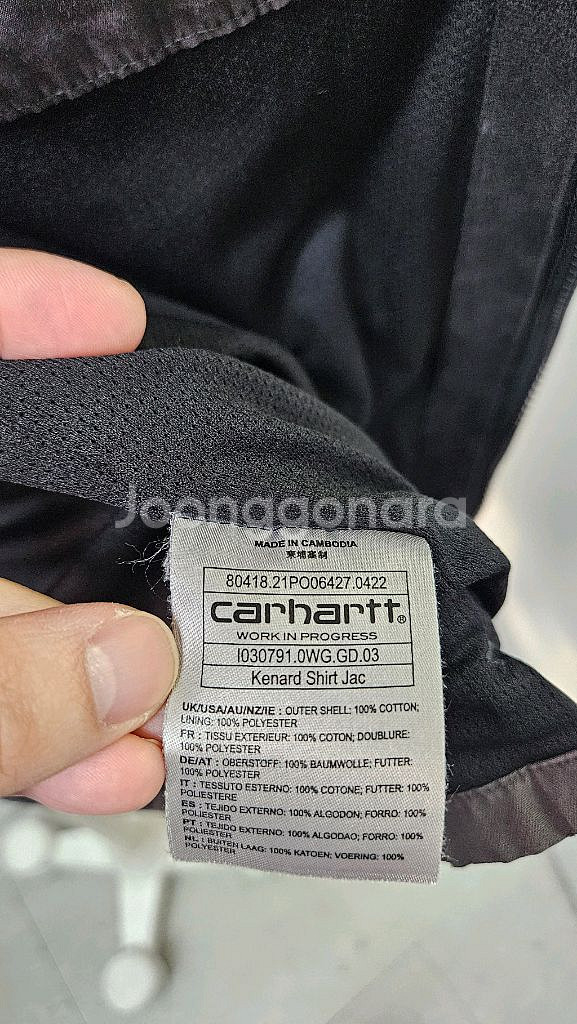 Joonggonara
MADE IN CAMBODIA
柬埔寨制
80418.21PO06427.0422
carhartt®
WORK IN PROGRESS
I030791.0WG.GD.03
Kenard Shirt Jac
UK/USA/AU/NZ/IE : OUTER SHELL: 100% COTTON;
LINING: 100% POLYESTER
FR : TISSU EXTERIEUR: 100% COTON; DOUBLURE:
100% POLYESTER
DE/AT : OBERSTOFF: 100% BAUMWOLLE; FUTTER:
100% POLYESTER
IT : TESSUTO ESTERNO: 100% COTONE; FUTTER: 100%
POLIESTERE
ES : TEJIDO EXTERNO: 100% ALGODON; FORRO: 100%
POLIESTER
PT : TEJIDO EXTERNO: 100% ALGODAO; FORRO: 100%
POLIESTER
NL : BUITEN LAAG: 100% KATOEN; VOERING: 100%
POLYESTER